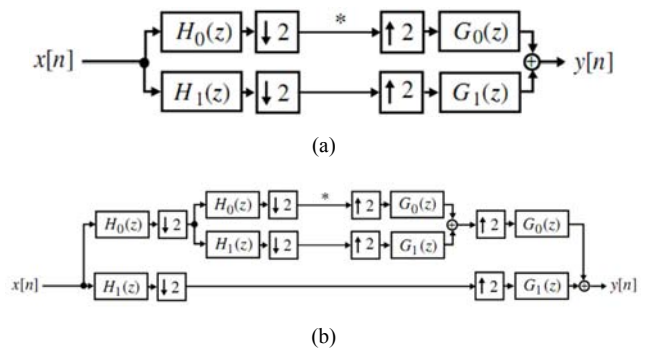 x[n] H₀(z) ↓2 * ↑2 G₀(z) ⊕ y[n]
H₁(z) ↓2 ↑2 G₁(z)
(a)
H₀(z) ↓2 * ↑2 G₀(z)
H₀(z) ↓2 H₁(z) ↓2 ↑2 G₁(z) ⊕ ↑2 G₀(z)
x[n] H₁(z) ↓2 ↑2 G₁(z) ⊕ y[n]
(b)